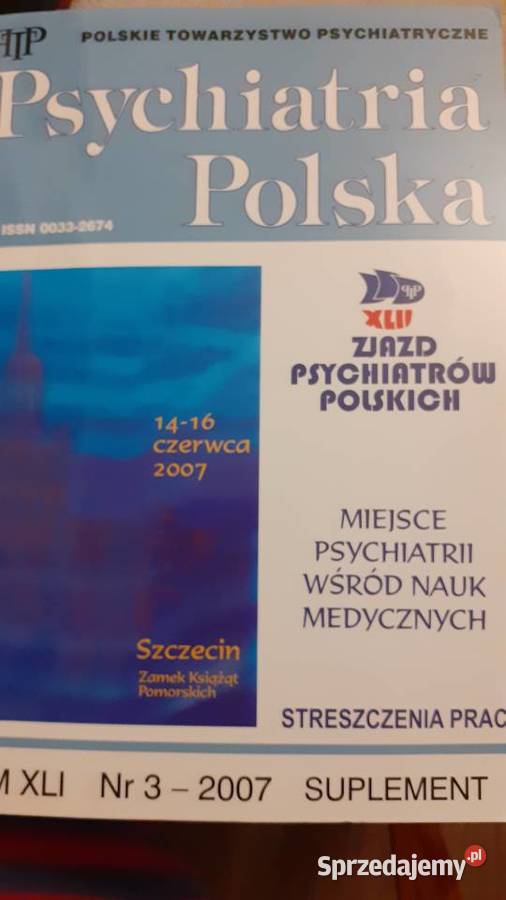 PTP POLSKIE TOWARZYSTWO PSYCHIATRYCZNE
Psychiatria
Polska
ISSN 0033-2674
PTP
XLII
ZJAZD
PSYCHIATRÓW
POLSKICH
14-16
czerwca
2007
MIEJSCE
PSYCHIATRII
WŚRÓD NAUK
MEDYCZNYCH
Szczecin
Zamek Książąt
Pomorskich
STRESZCZENIA PRAC
M XLI Nr 3 – 2007 SUPLEMENT
Sprzedajemy.pl